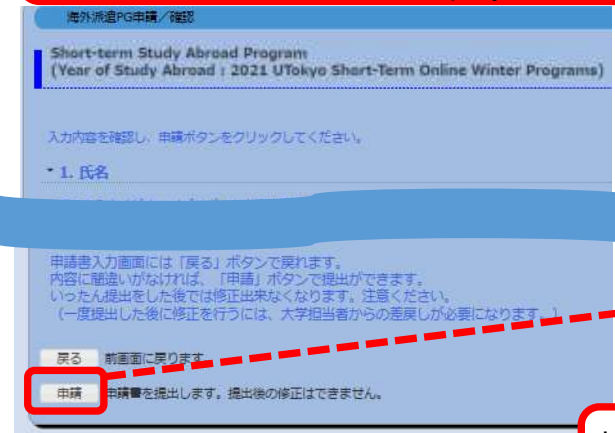 海外派遣PG申請／確認
Short-term Study Abroad Program
(Year of Study Abroad : 2021 UTokyo Short-Term Online Winter Programs)
入力内容を確認し、申請ボタンをクリックしてください。
1. 氏名
申請書入力画面には「戻る」ボタンで戻れます。
内容に間違いがなければ、「申請」ボタンで提出ができます。
いったん提出をした後では修正出来なくなります。注意ください。
（一度提出した後に修正を行うには、大学担当者からの差戻しが必要になります。）
戻る 前画面に戻ります。
申請 申請書を提出します。提出後の修正はできません。